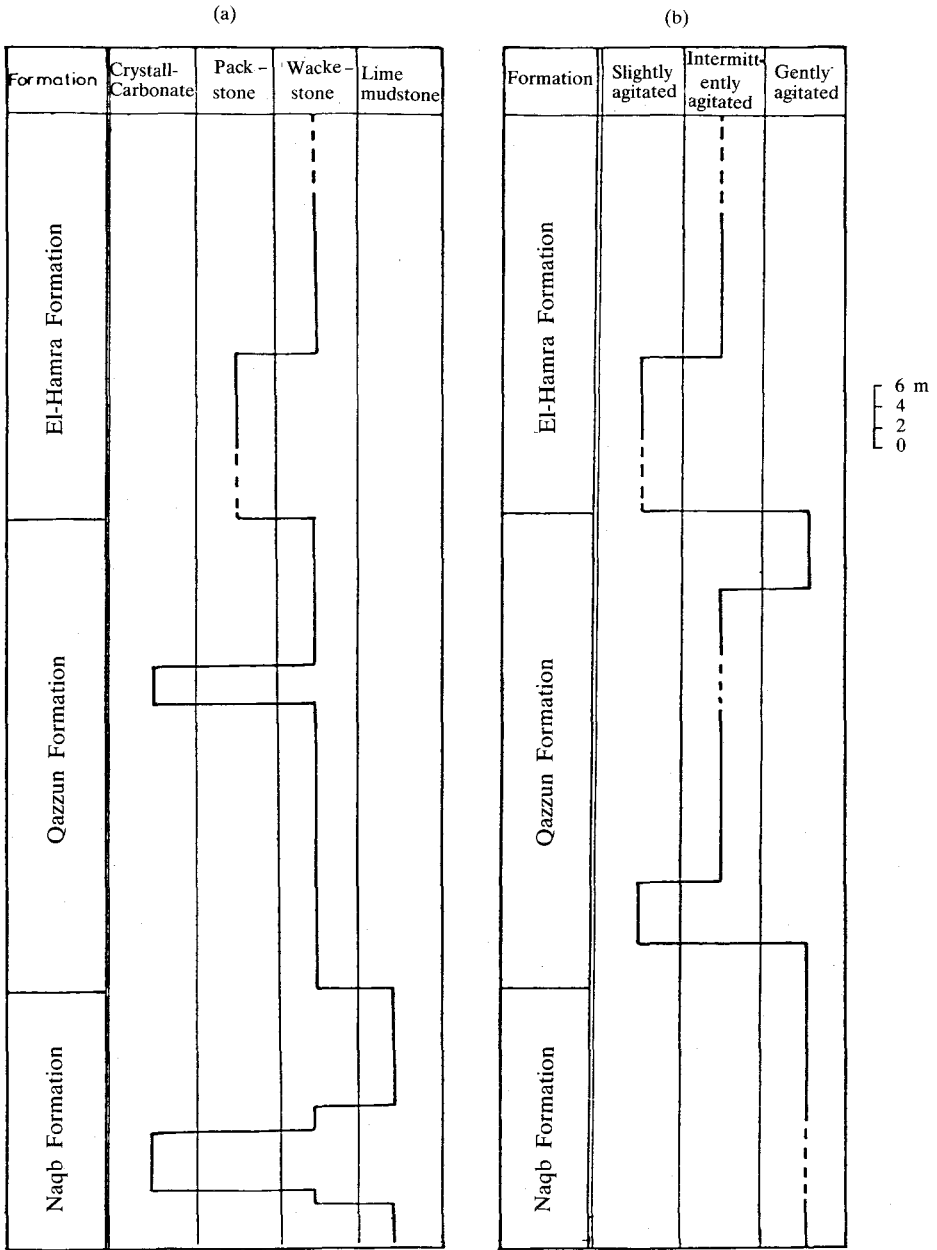 (a)
Formation
Crystall-
Carbonate
Pack-
stone
Wacke-
stone
Lime
mudstone
El-Hamra Formation
Qazzun Formation
Naqb Formation
(b)
Formation
Slightly
agitated
Intermitt-
ently
agitated
Gently
agitated
El-Hamra Formation
Qazzun Formation
Naqb Formation
6 m
4
2
0